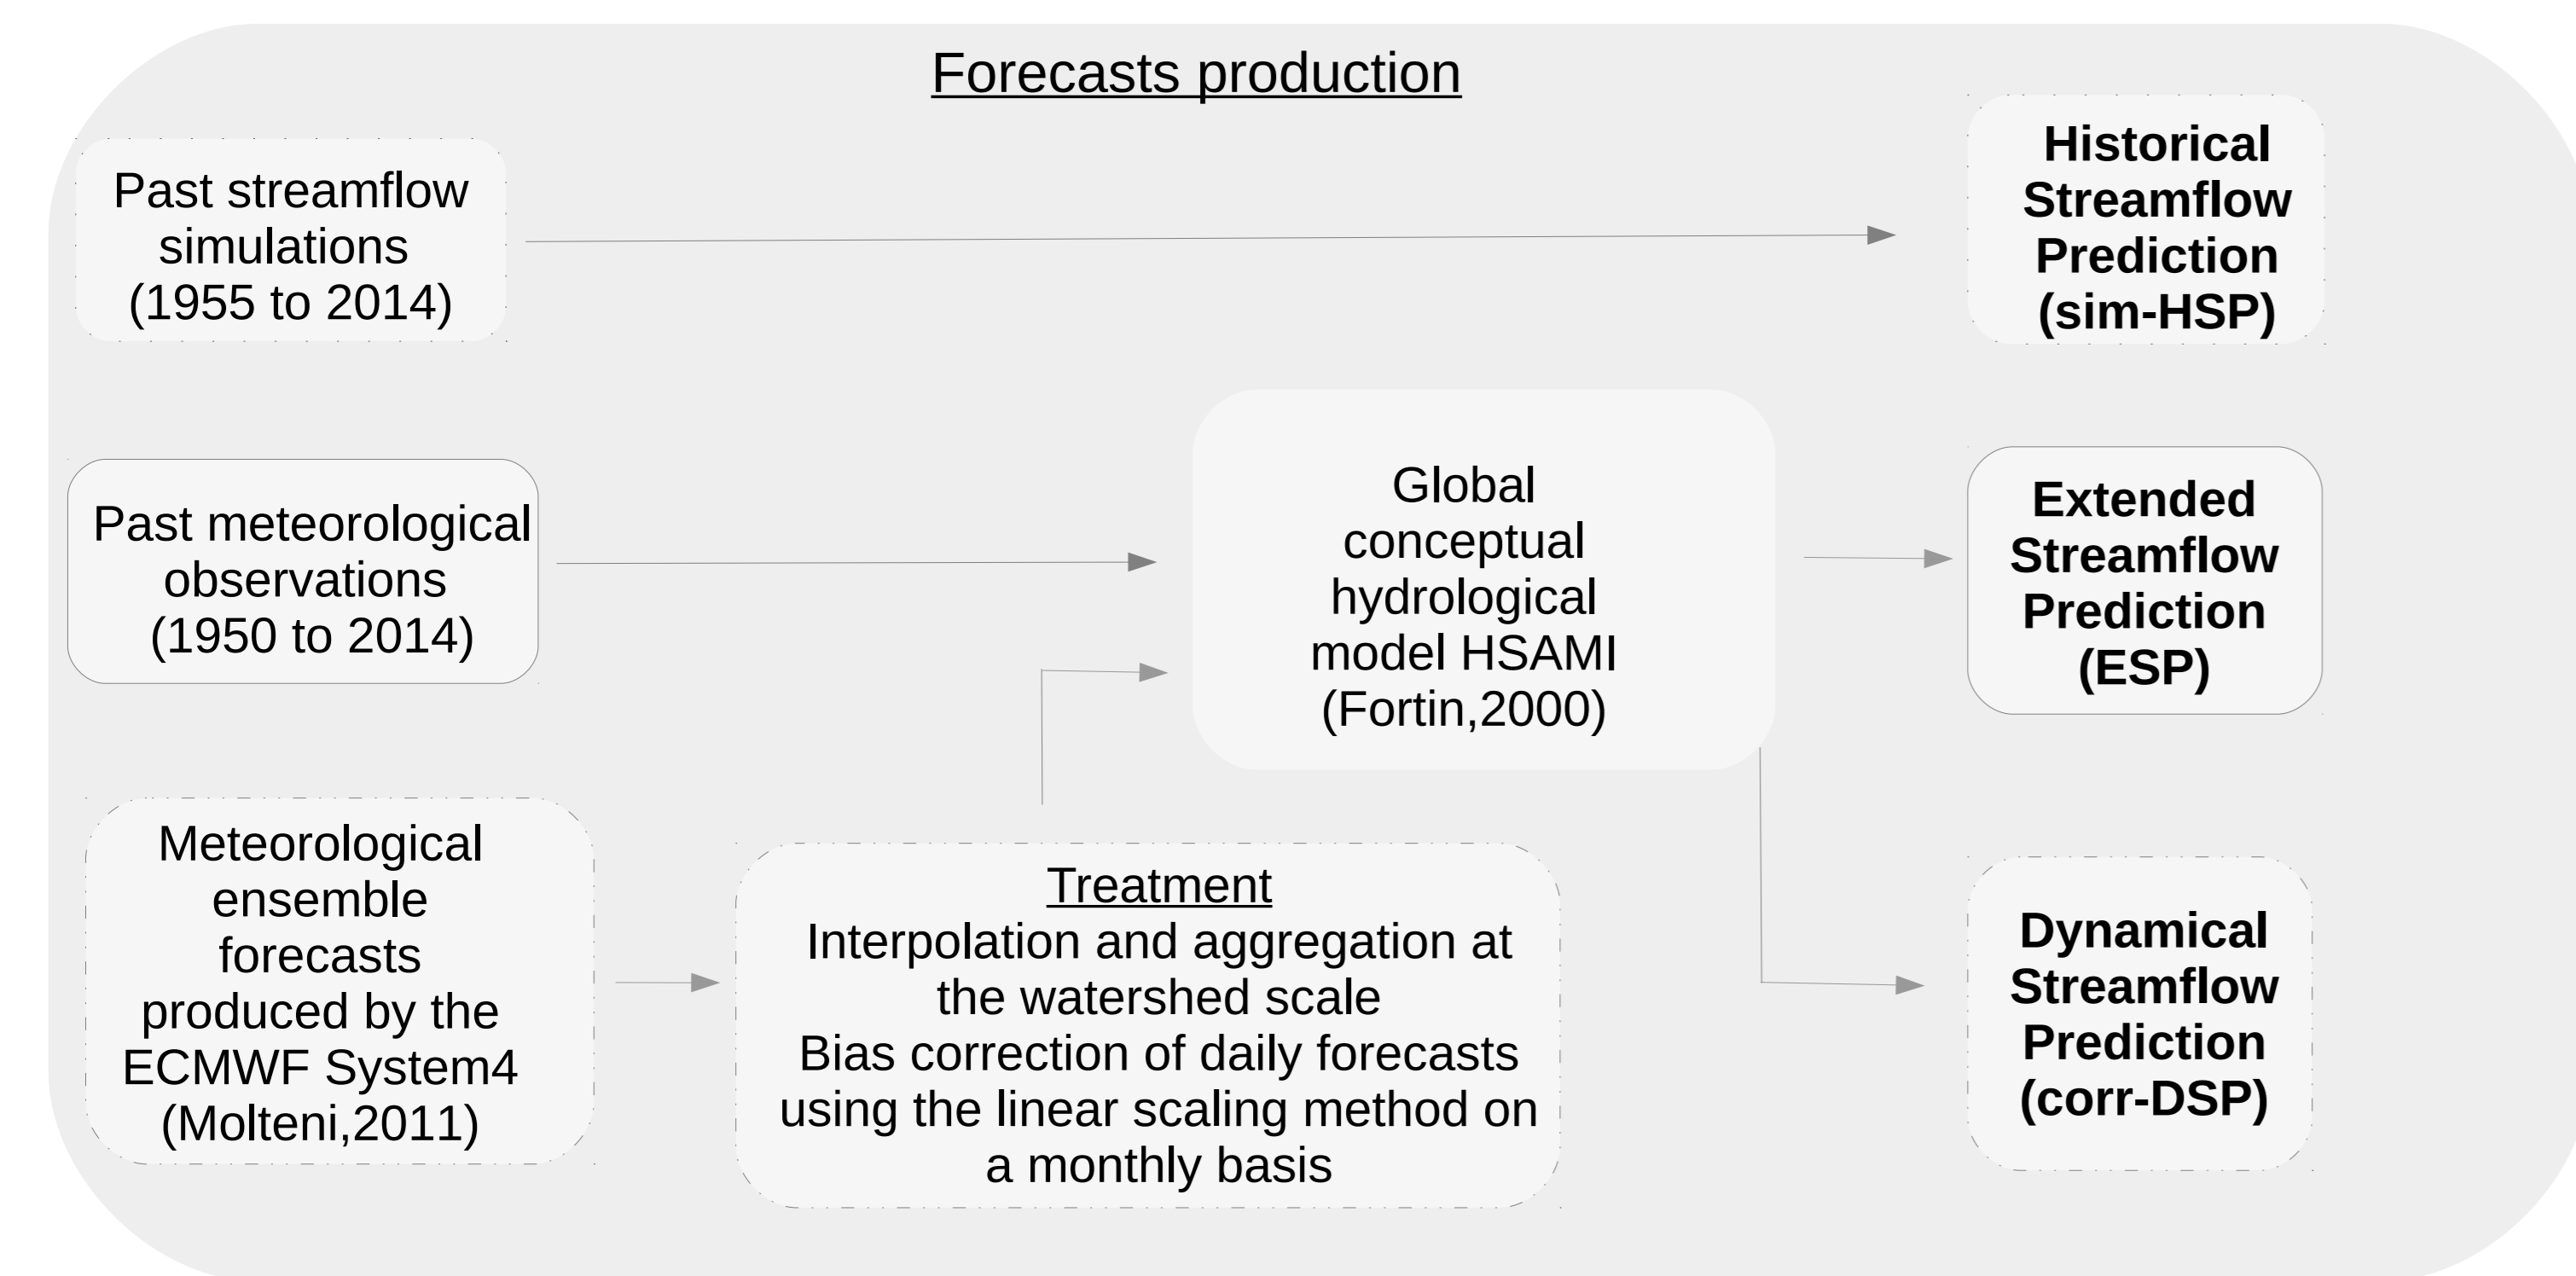 Forecasts production
Past streamflow
simulations
(1955 to 2014)
Historical
Streamflow
Prediction
(sim-HSP)
Past meteorological
observations
(1950 to 2014)
Global
conceptual
hydrological
model HSAMI
(Fortin,2000)
Extended
Streamflow
Prediction
(ESP)
Meteorological
ensemble
forecasts
produced by the
ECMWF System4
(Molteni,2011)
Treatment
Interpolation and aggregation at
the watershed scale
Bias correction of daily forecasts
using the linear scaling method on
a monthly basis
Dynamical
Streamflow
Prediction
(corr-DSP)